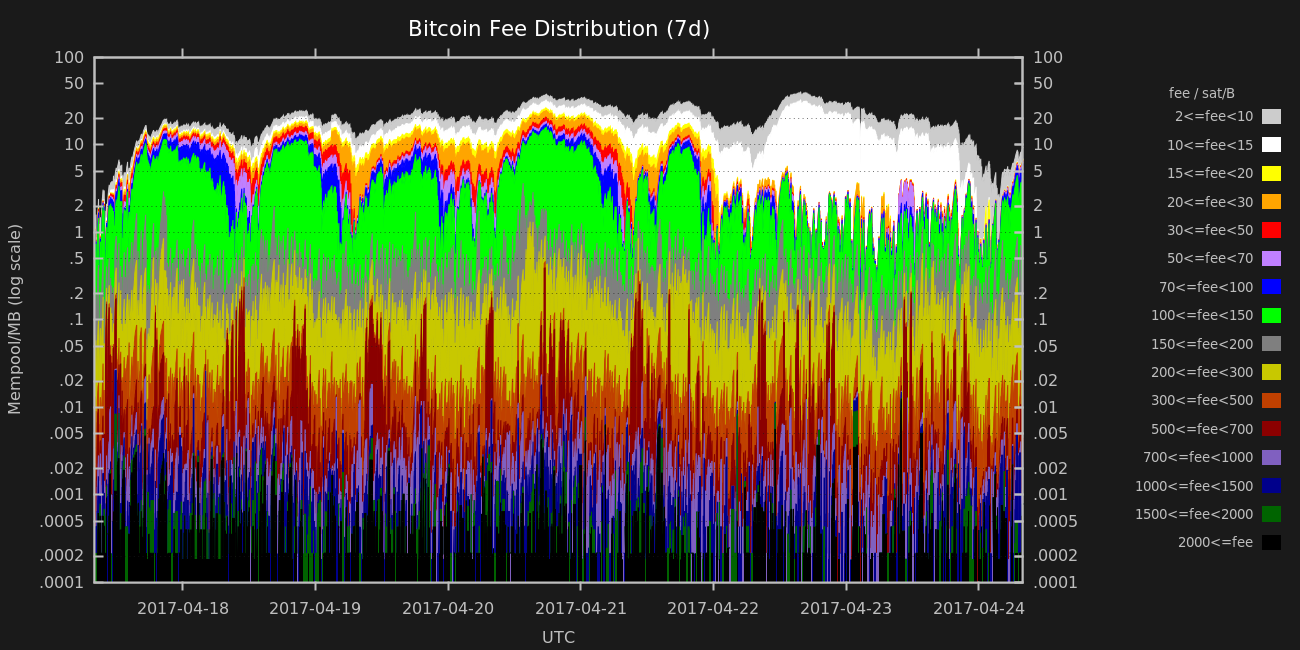 Bitcoin Fee Distribution (7d)
100
50
20
10
5
2
1
.5
.2
.1
.05
.02
.01
.005
.002
.001
.0005
.0002
.0001
Mempool/MB (log scale)
100
50
20
10
5
2
1
.5
.2
.1
.05
.02
.01
.005
.002
.001
.0005
.0002
.0001
2017-04-18 2017-04-19 2017-04-20 2017-04-21 2017-04-22 2017-04-23 2017-04-24
UTC
fee / sat/B
2<=fee<10
10<=fee<15
15<=fee<20
20<=fee<30
30<=fee<50
50<=fee<70
70<=fee<100
100<=fee<150
150<=fee<200
200<=fee<300
300<=fee<500
500<=fee<700
700<=fee<1000
1000<=fee<1500
1500<=fee<2000
2000<=fee